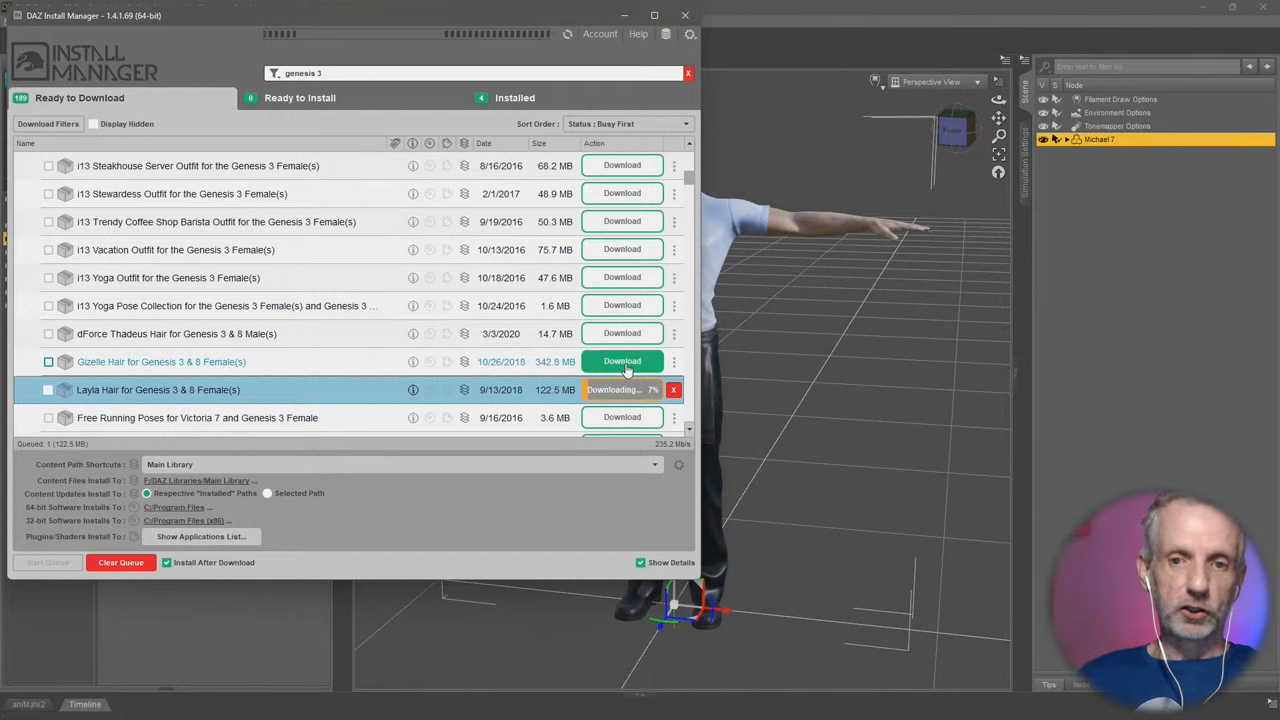 DAZ Install Manager - 1.4.1.69 (64-bit)
INSTALL
MANAGER
Account Help
genesis 3 X
189 Ready to Download 0 Ready to Install 4 Installed
Download Filters Display Hidden Sort Order : Status : Busy First
Name Date Size Action
i13 Steakhouse Server Outfit for the Genesis 3 Female(s) 8/16/2016 68.2 MB Download
i13 Stewardess Outfit for the Genesis 3 Female(s) 2/1/2017 48.9 MB Download
i13 Trendy Coffee Shop Barista Outfit for the Genesis 3 Female(s) 9/19/2016 50.3 MB Download
i13 Vacation Outfit for the Genesis 3 Female(s) 10/13/2016 75.7 MB Download
i13 Yoga Outfit for the Genesis 3 Female(s) 10/18/2016 47.6 MB Download
i13 Yoga Pose Collection for the Genesis 3 Female(s) and Genesis 3 ... 10/24/2016 1.6 MB Download
dForce Thadeus Hair for Genesis 3 & 8 Male(s) 3/3/2020 14.7 MB Download
Gizelle Hair for Genesis 3 & 8 Female(s) 10/26/2018 342.8 MB Download
Layla Hair for Genesis 3 & 8 Female(s) 9/13/2018 122.5 MB Downloading... 7% X
Free Running Poses for Victoria 7 and Genesis 3 Female 9/16/2016 3.6 MB Download
Queued: 1 (122.5 MB) 235.2 Mb/s
Content Path Shortcuts : Main Library
Content Files Install To : F:/DAZ Libraries/Main Library ...
Content Updates Install To : Respective "Installed" Paths Selected Path
64-bit Software Installs To : C:/Program Files ...
32-bit Software Installs To : C:/Program Files (x86) ...
Plugins/Shaders Install To : Show Applications List...
Start Queue Clear Queue Install After Download Show Details
Perspective View
Front
Enter text to filter by...
V S Node
Filament Draw Options
Environment Options
Tonemapper Options
Michael 7
Scene
Simulation Settings
Tips
aniMate2 Timeline